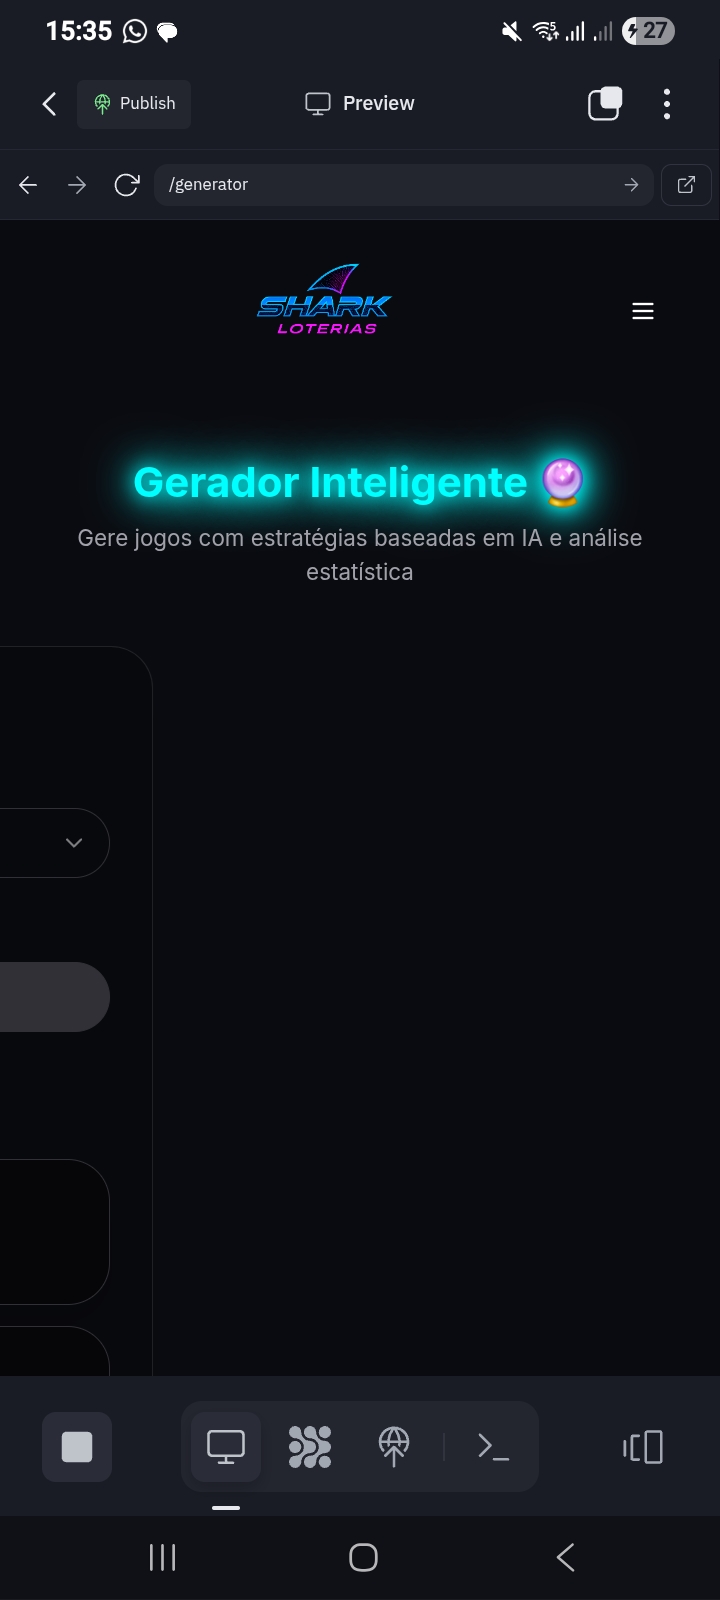 15:35
5
27
Publish
Preview
/generator
SHARK
LOTERIAS
Gerador Inteligente
Gere jogos com estratégias baseadas em IA e análise
estatística